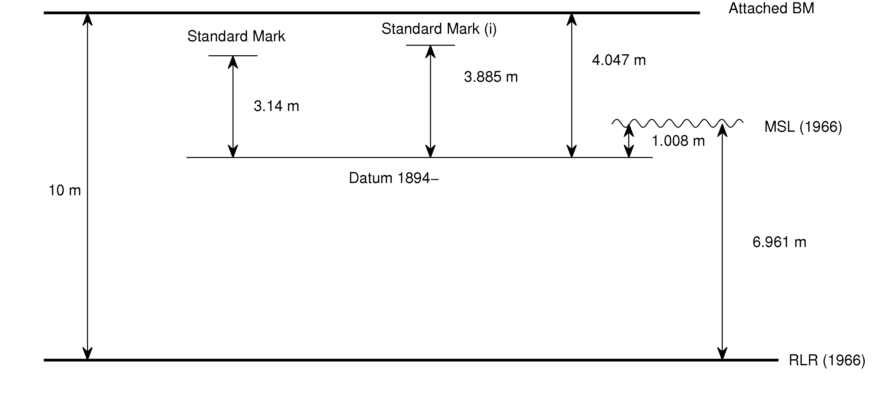 Attached BM
Standard Mark (i)
Standard Mark
4.047 m
3.885 m
3.14 m
MSL (1966)
1.008 m
Datum 1894–
10 m
6.961 m
RLR (1966)